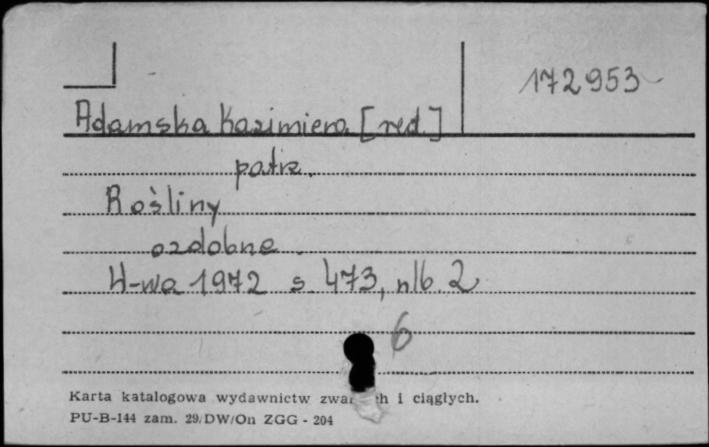 172953
Adamska Kazimiera [red.]
patrz.
Rośliny
ozdobne.
W-wa 1972 s. 473, nlb 2
6
Karta katalogowa wydawnictw i ciągłych.
PU-B-144 zam. 29/DW/On ZGG - 204